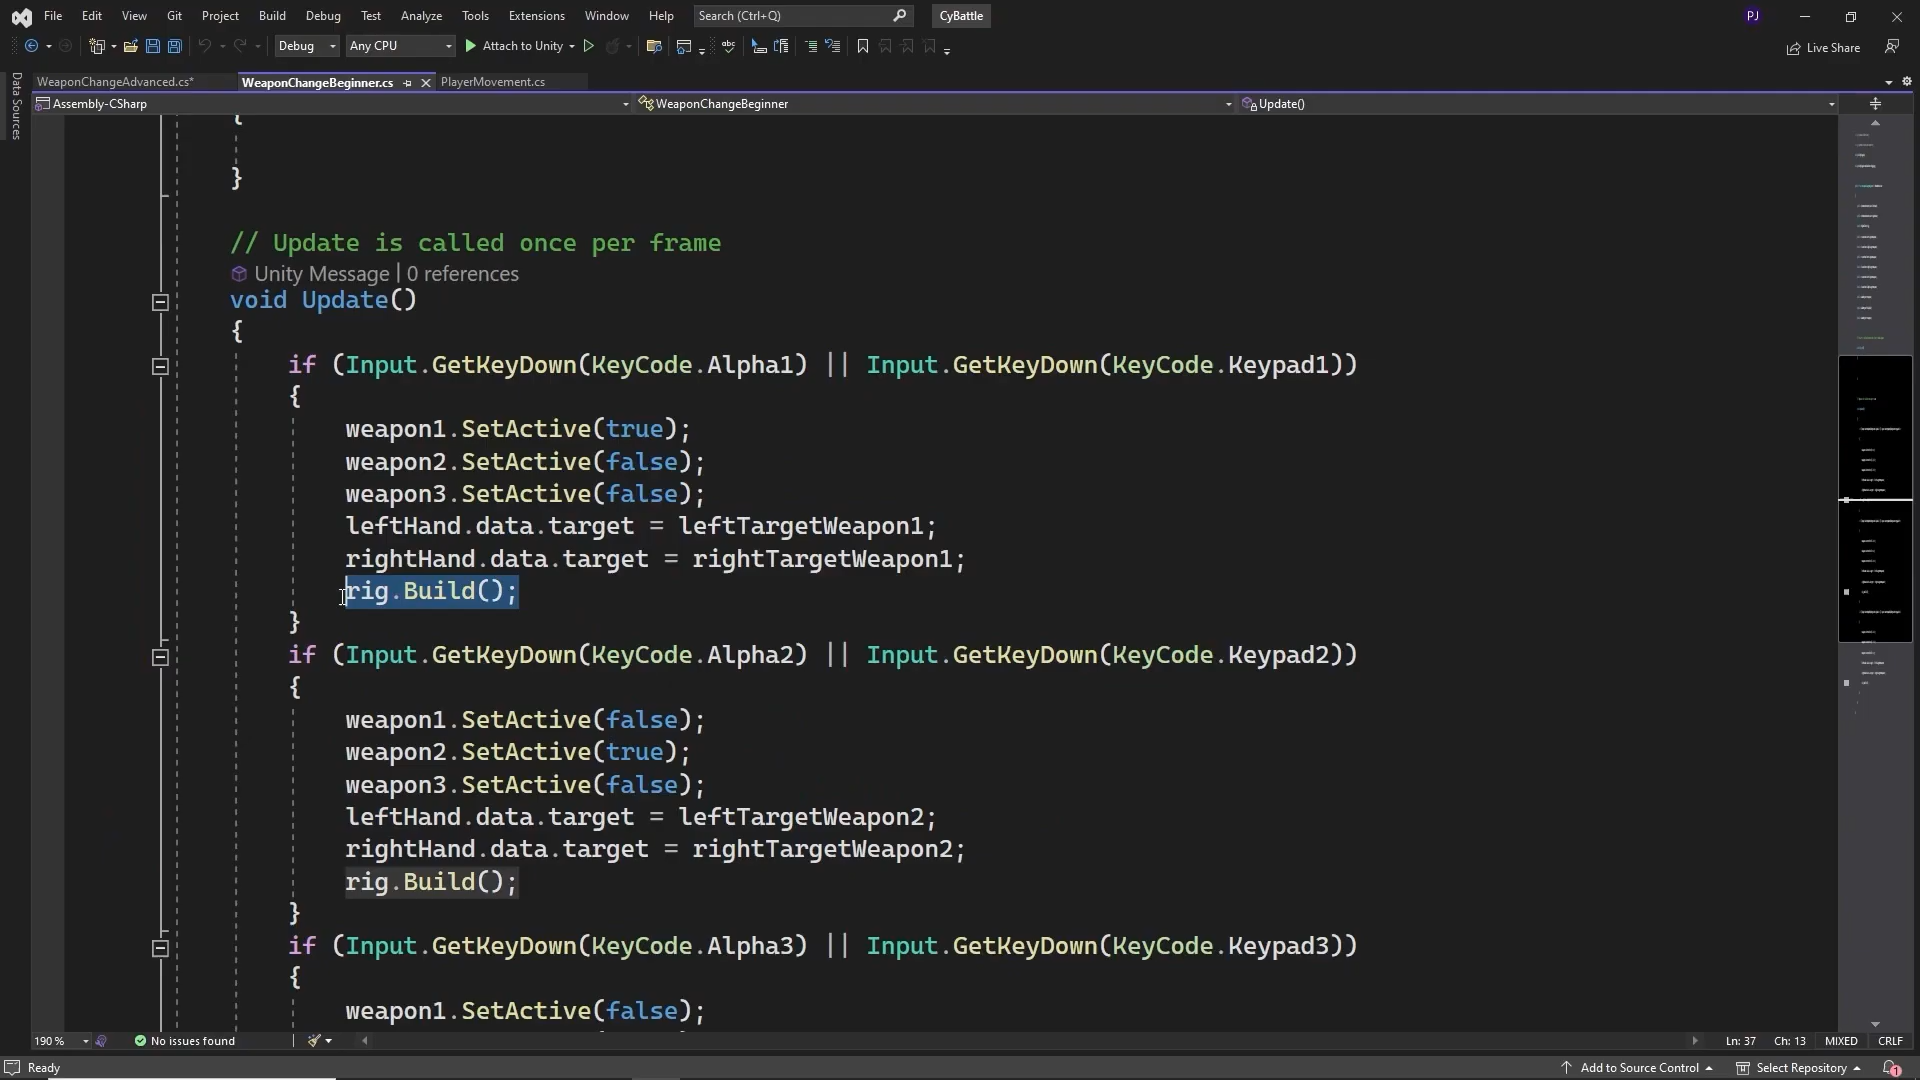 File Edit View Git Project Build Debug Test Analyze Tools Extensions Window Help Search (Ctrl+Q) CyBattle PJ
Debug Any CPU Attach to Unity Live Share
WeaponChangeAdvanced.cs* WeaponChangeBeginner.cs PlayerMovement.cs
Data Sources
Assembly-CSharp WeaponChangeBeginner Update()
{
}
// Update is called once per frame
Unity Message | 0 references
void Update()
{
if (Input.GetKeyDown(KeyCode.Alpha1) || Input.GetKeyDown(KeyCode.Keypad1))
{
weapon1.SetActive(true);
weapon2.SetActive(false);
weapon3.SetActive(false);
leftHand.data.target = leftTargetWeapon1;
rightHand.data.target = rightTargetWeapon1;
rig.Build();
}
if (Input.GetKeyDown(KeyCode.Alpha2) || Input.GetKeyDown(KeyCode.Keypad2))
{
weapon1.SetActive(false);
weapon2.SetActive(true);
weapon3.SetActive(false);
leftHand.data.target = leftTargetWeapon2;
rightHand.data.target = rightTargetWeapon2;
rig.Build();
}
if (Input.GetKeyDown(KeyCode.Alpha3) || Input.GetKeyDown(KeyCode.Keypad3))
{
weapon1.SetActive(false);
190 % No issues found Ln: 37 Ch: 13 MIXED CRLF
Ready Add to Source Control Select Repository 1